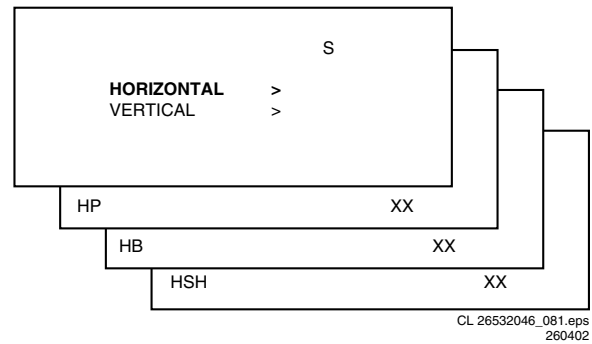 S
HORIZONTAL >
VERTICAL >
HP XX
HB XX
HSH XX
CL 26532046_081.eps
260402